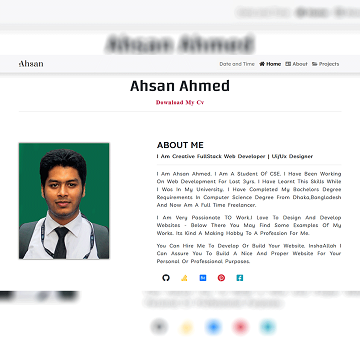 Ahsan Ahmed
Ahsan
Date and Time Home About Projects
Ahsan Ahmed
Download My Cv
ABOUT ME
I Am Creative FullStack Web Developer | Ui/Ux Designer
I Am Ahsan Ahmed. I Am A Student Of CSE. I Have Been Working
On Web Development For Last 3yrs. I Have Learnt This Skills While
I Was In My University. I Have Completed My Bachelors Degree
Requirements In Computer Science Degree From Dhaka,Bangladesh
And Now Am A Full Time Freelancer.
I Am Very Passionate TO Work.I Love To Design And Develop
Websites - Below There You May Find Some Examples Of My
Works. Its Kind A Making Hobby To A Profession For Me.
You Can Hire Me To Develop Or Build Your Website. InshaAllah I
Can Assure You To Build A Nice And Proper Website For Your
Personal Or Professional Purposes.